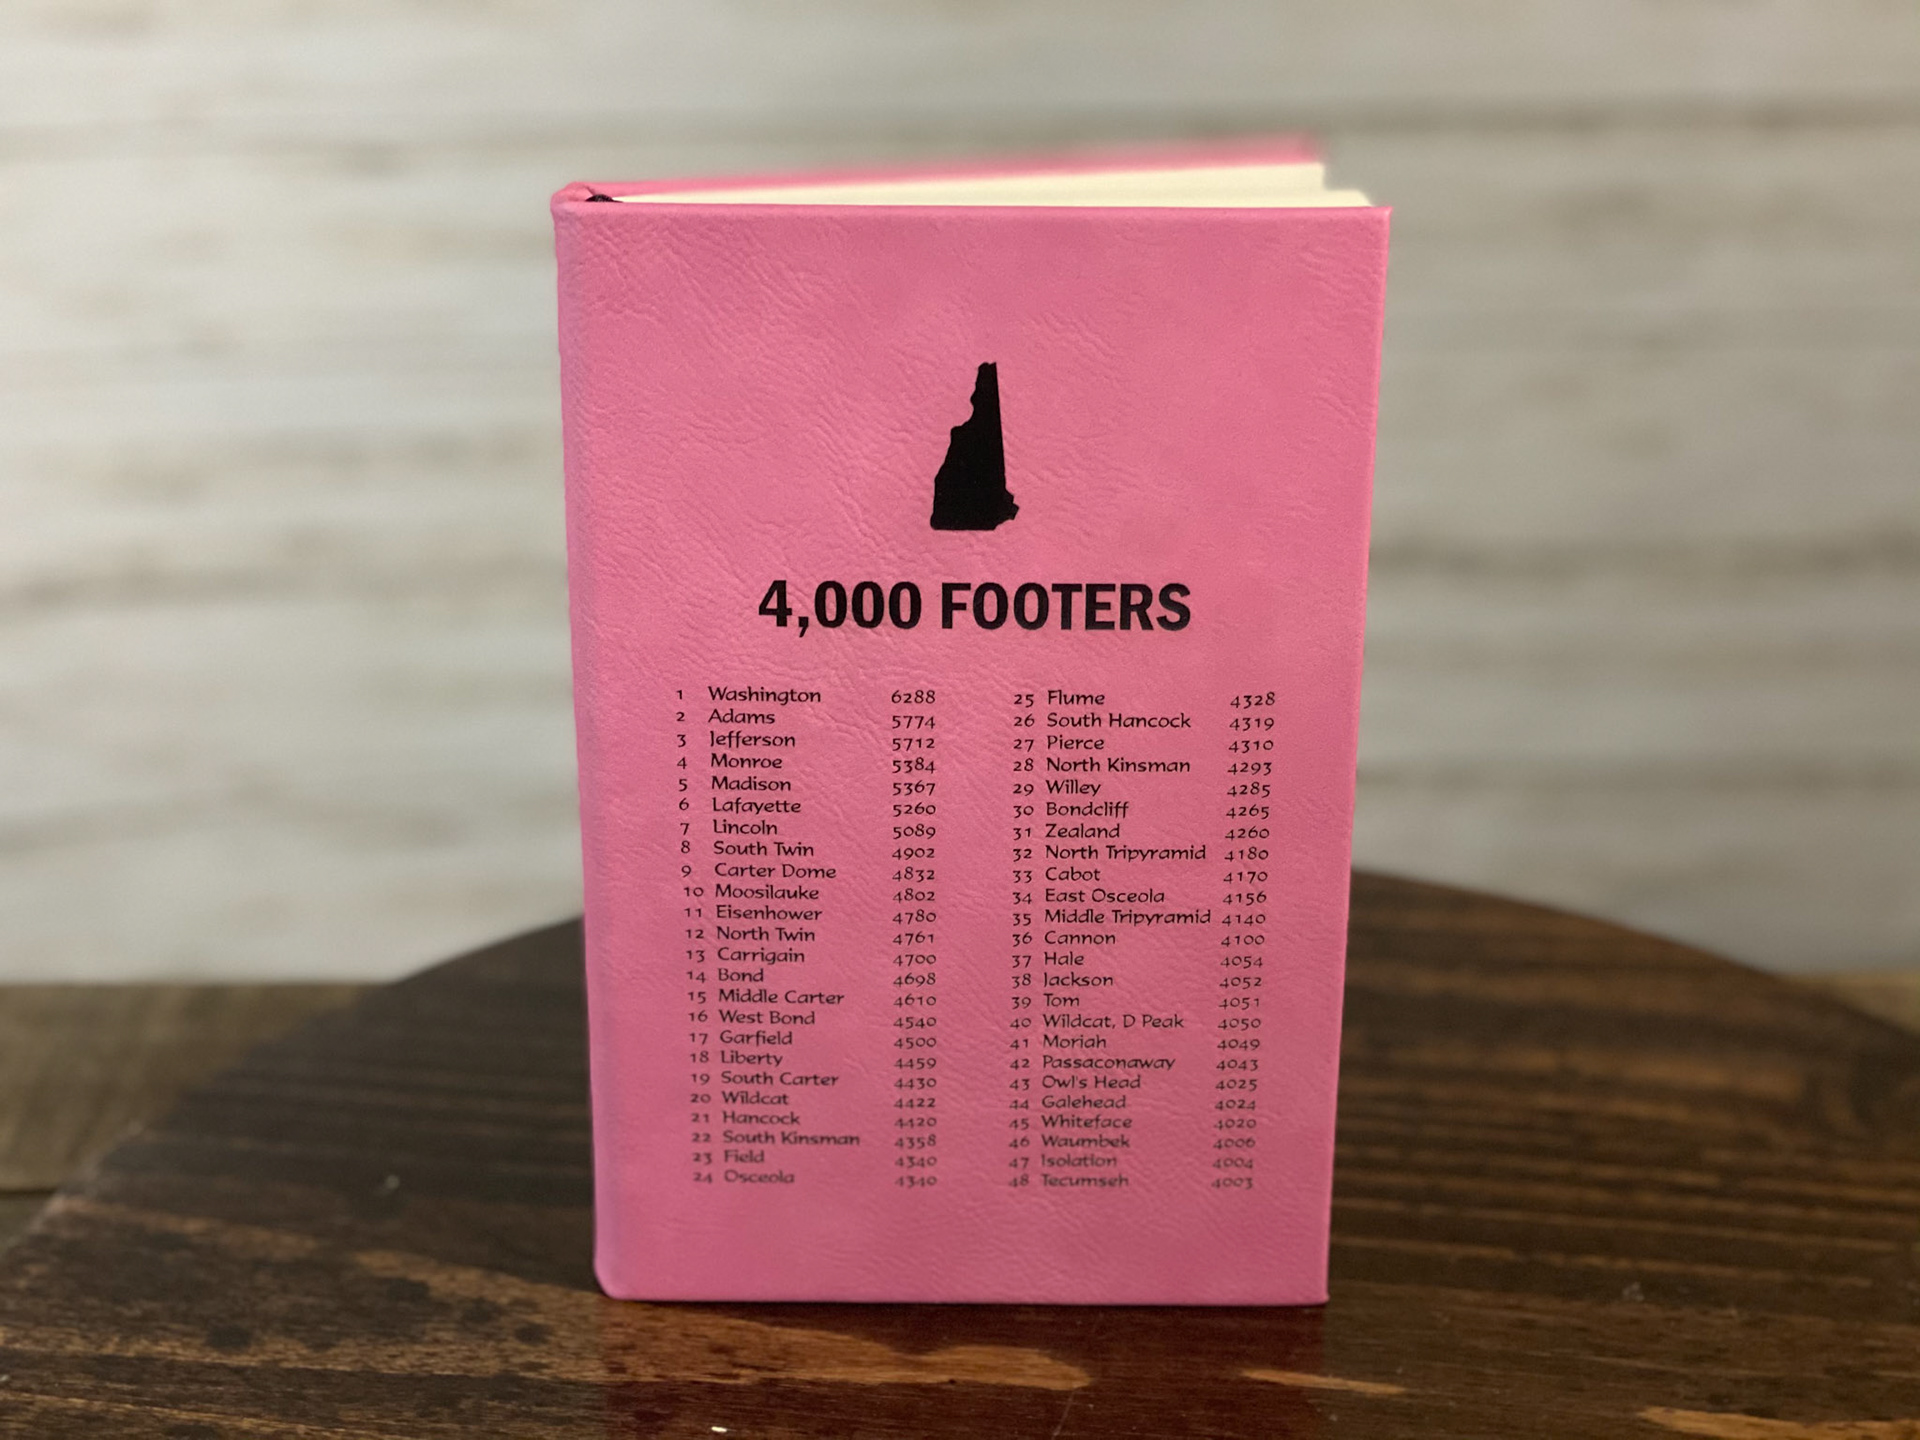 4,000 FOOTERS
1 Washington 6288
2 Adams 5774
3 Jefferson 5712
4 Monroe 5384
5 Madison 5367
6 Lafayette 5260
7 Lincoln 5089
8 South Twin 4902
9 Carter Dome 4832
10 Moosilauke 4802
11 Eisenhower 4780
12 North Twin 4761
13 Carrigain 4700
14 Bond 4698
15 Middle Carter 4610
16 West Bond 4540
17 Garfield 4500
18 Liberty 4459
19 South Carter 4430
20 Wildcat 4422
21 Hancock 4420
22 South Kinsman 4358
23 Field 4340
24 Osceola 4340
25 Flume 4328
26 South Hancock 4319
27 Pierce 4310
28 North Kinsman 4293
29 Willey 4285
30 Bondcliff 4265
31 Zealand 4260
32 North Tripyramid 4180
33 Cabot 4170
34 East Osceola 4156
35 Middle Tripyramid 4140
36 Cannon 4100
37 Hale 4054
38 Jackson 4052
39 Tom 4051
40 Wildcat, D Peak 4050
41 Moriah 4049
42 Passaconaway 4043
43 Owl's Head 4025
44 Galehead 4024
45 Whiteface 4020
46 Waumbek 4006
47 Isolation 4004
48 Tecumseh 4003